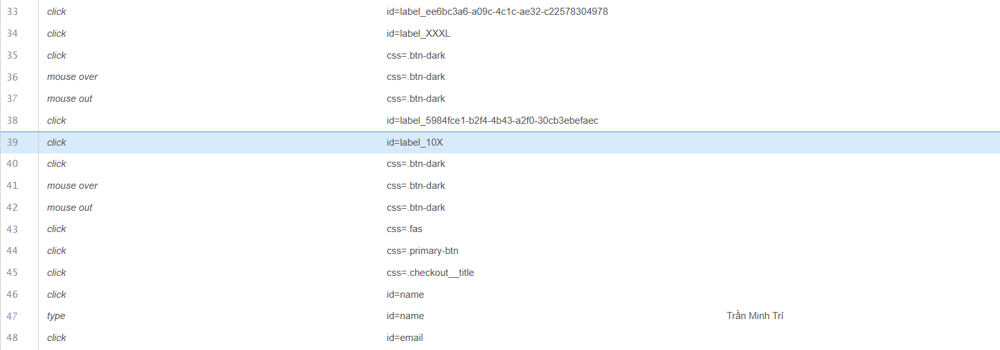 33 click id=label_ee6bc3a6-a09c-4c1c-ae32-c22578304978
34 click id=label_XXXL
35 click css=.btn-dark
36 mouse over css=.btn-dark
37 mouse out css=.btn-dark
38 click id=label_5984fce1-b2f4-4b43-a2f0-30cb3ebefaec
39 click id=label_10X
40 click css=.btn-dark
41 mouse over css=.btn-dark
42 mouse out css=.btn-dark
43 click css=.fas
44 click css=.primary-btn
45 click css=.checkout__title
46 click id=name
47 type id=name Trần Minh Trí
48 click id=email